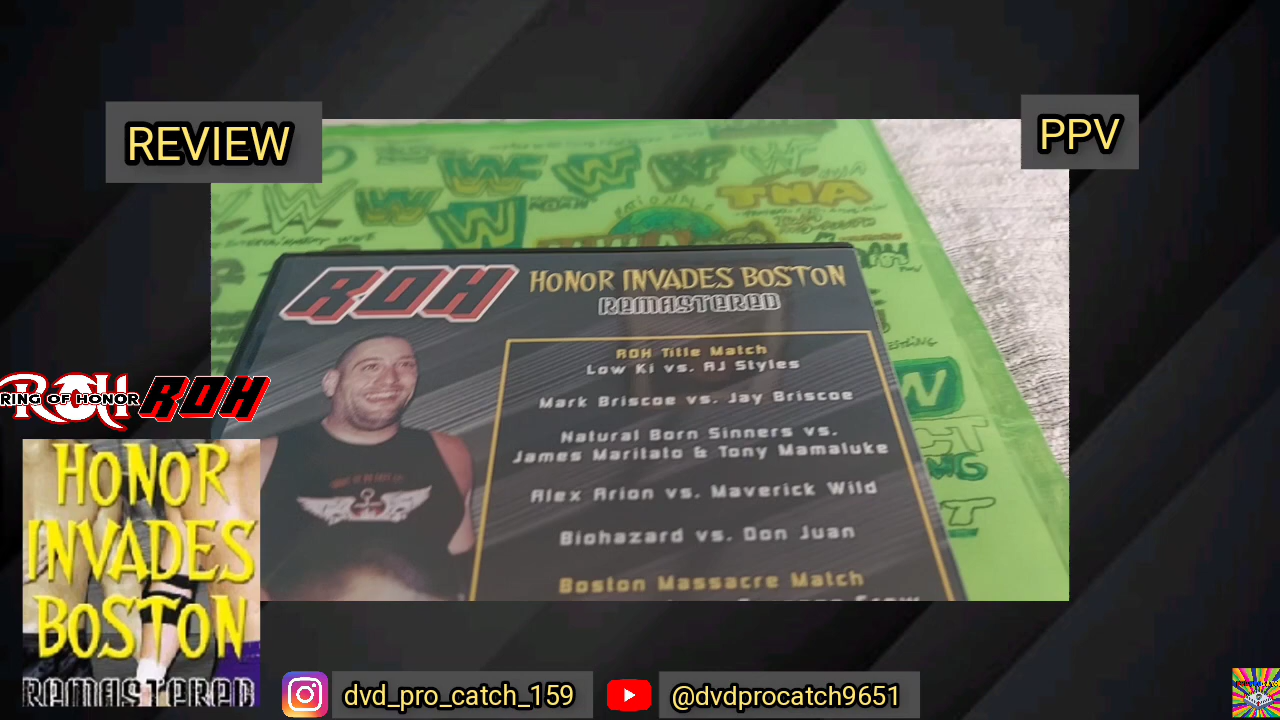 REVIEW
PPV
TNA
ROH
HONOR INVADES BOSTON
REMASTERED
ROH Title Match
Low Ki vs. AJ Styles
Mark Briscoe vs. Jay Briscoe
Natural Born Sinners vs.
James Maritato & Tony Mamaluke
Alex Arion vs. Maverick Wild
Biohazard vs. Don Juan
Boston Massacre Match
ROH
RING OF HONOR
ROH
HONOR
INVADES
BOSTON
REMASTERED
dvd_pro_catch_159
@dvdprocatch9651